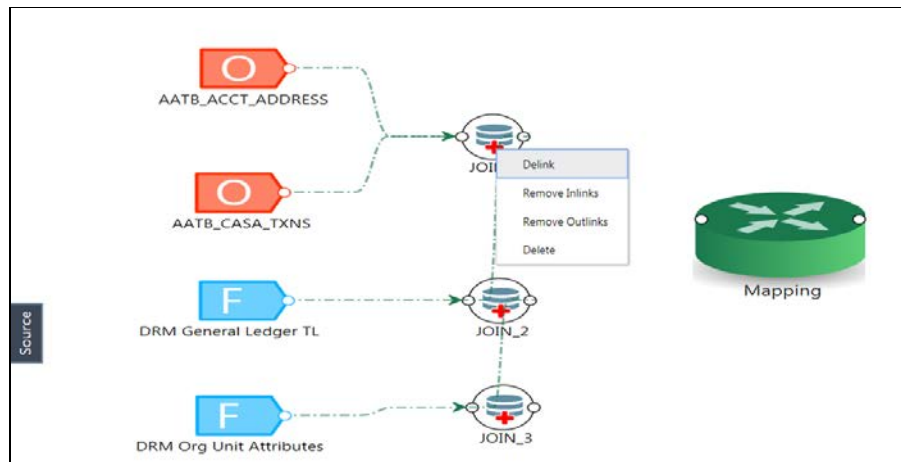 O
AATB_ACCT_ADDRESS
JOIN
Delink
Remove Inlinks
Remove Outlinks
Delete
O
AATB_CASA_TXNS
Mapping
F
DRM General Ledger TL
JOIN_2
Source
F
DRM Org Unit Attributes
JOIN_3